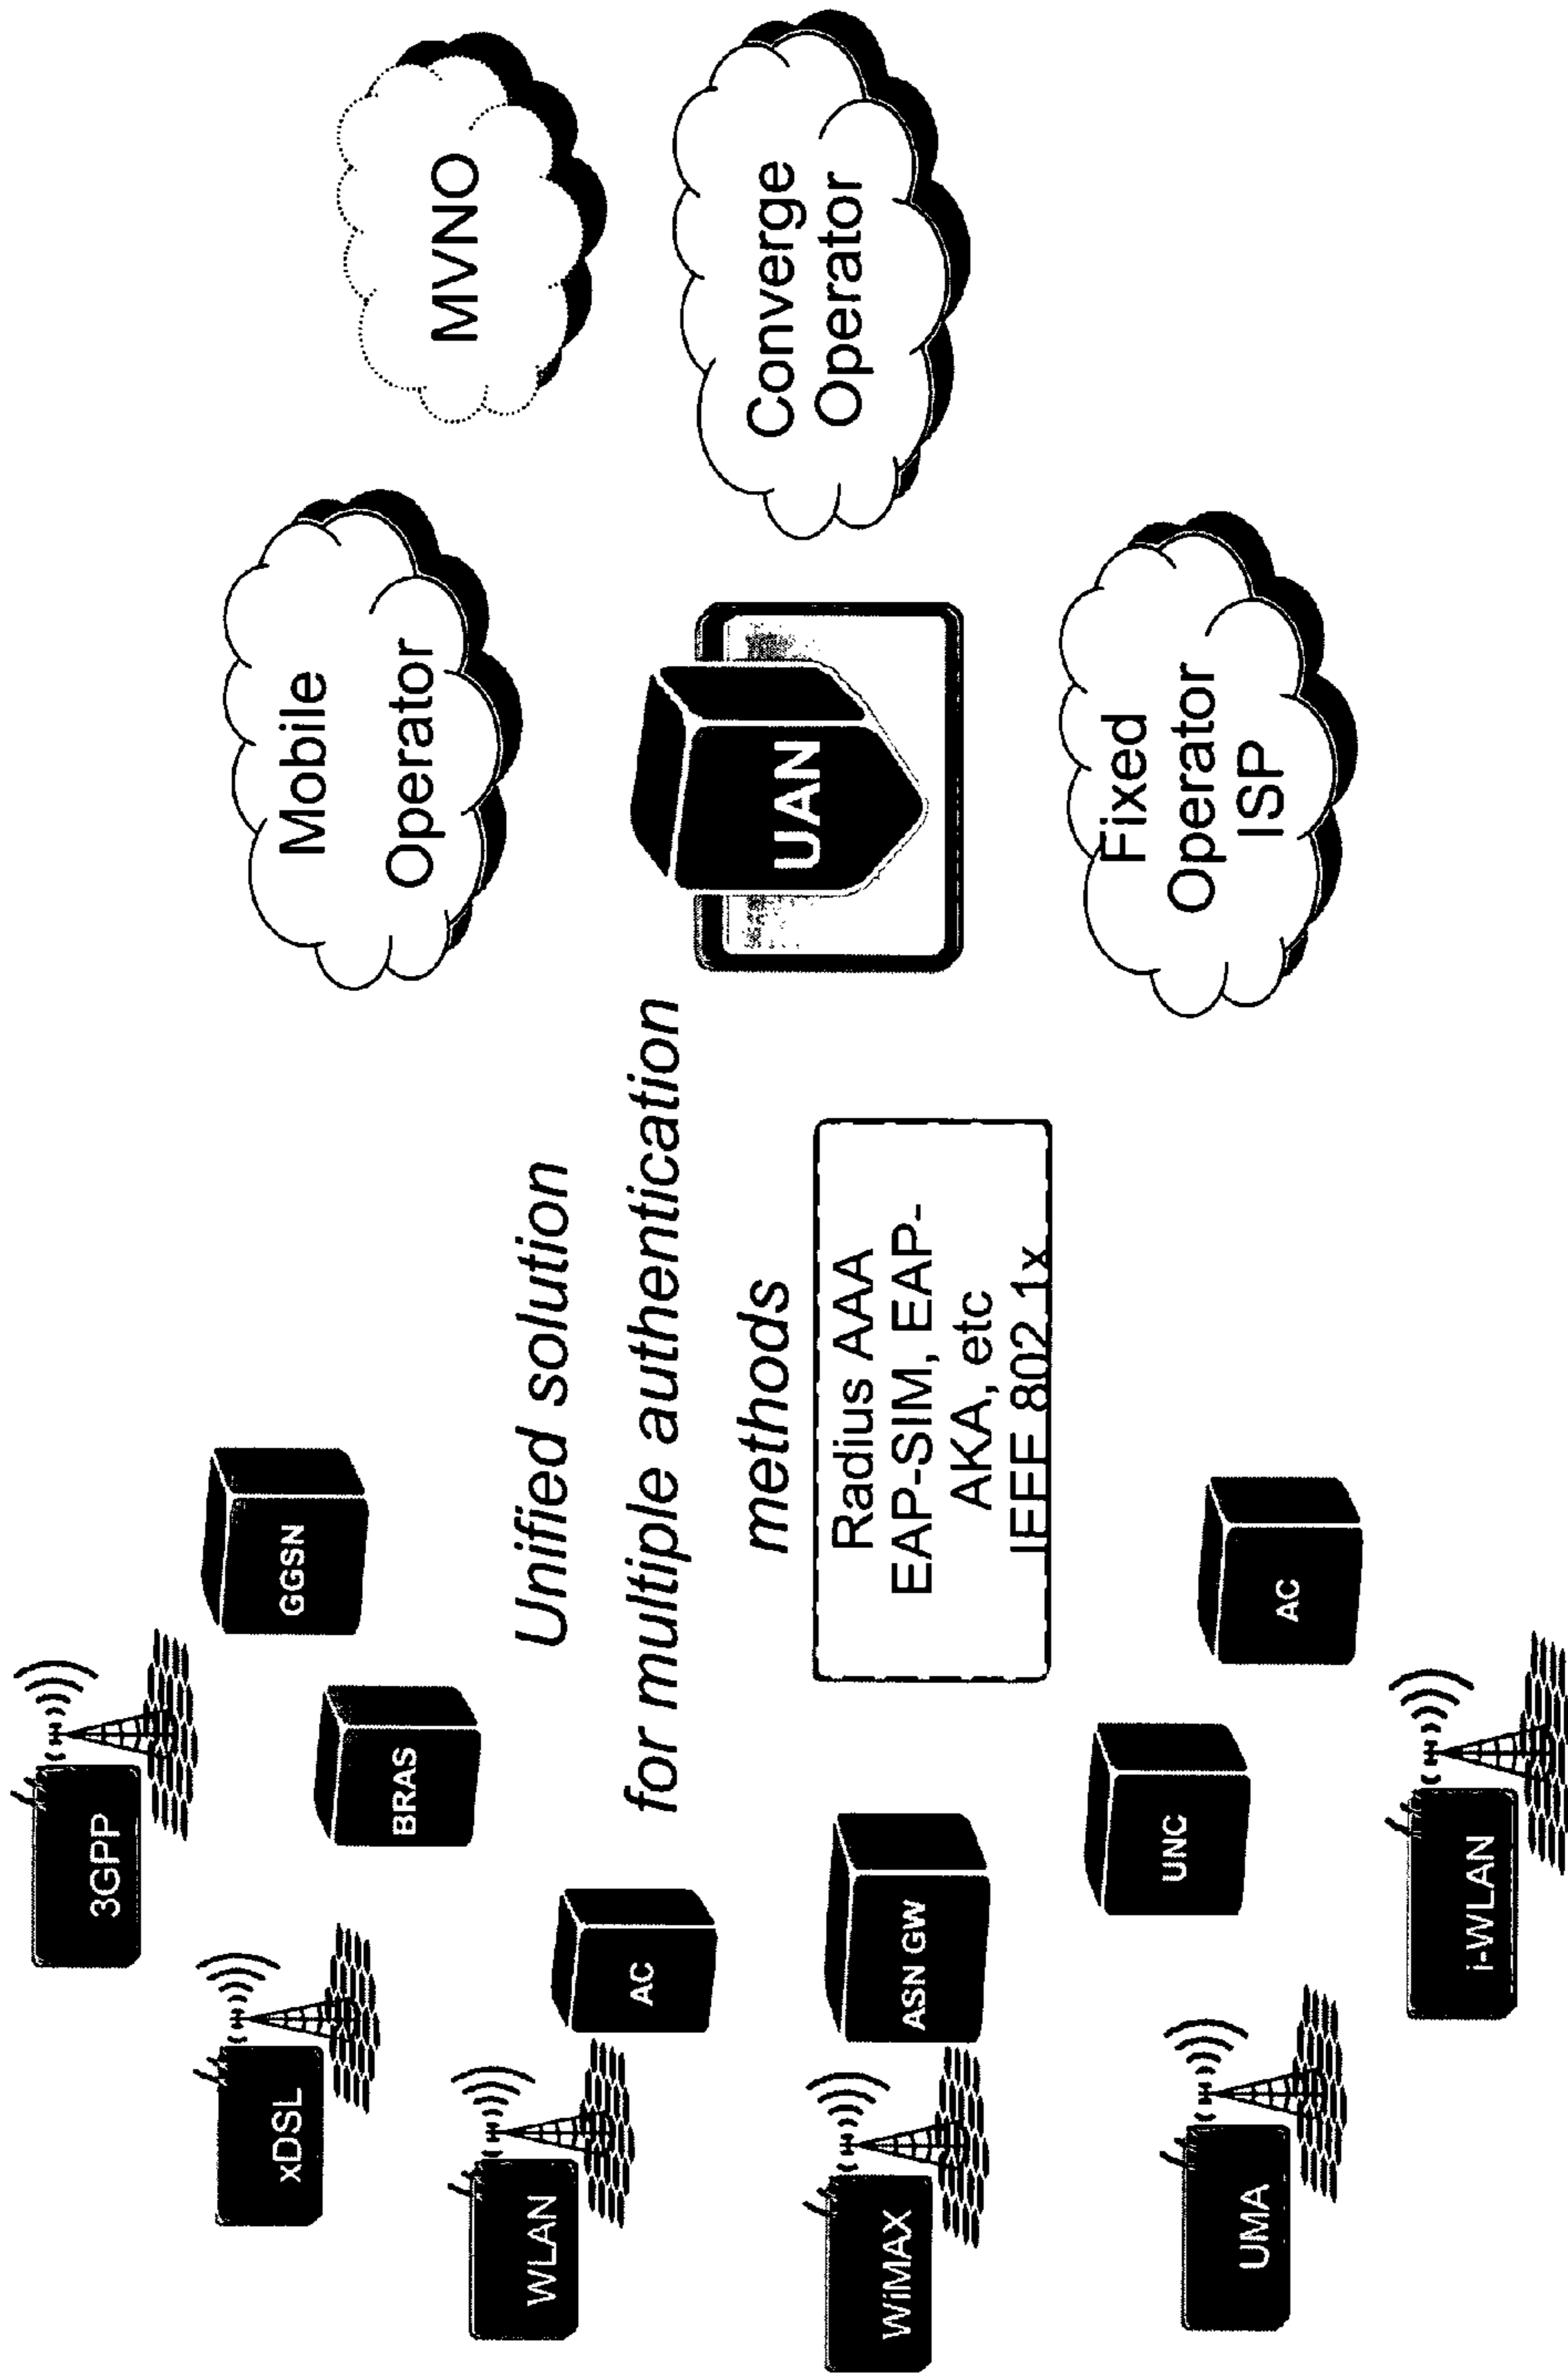 3GPP
GGSN
xDSL
BRAS
WLAN
AC
WiMAX
ASN GW
UMA
UNC
i-WLAN
AC
Unified solution
for multiple authentication
methods
Radius AAA
EAP-SIM, EAP-
AKA, etc
IEEE 802.1x
Mobile
Operator
UAN
Fixed
Operator
ISP
MVNO
Converge
Operator